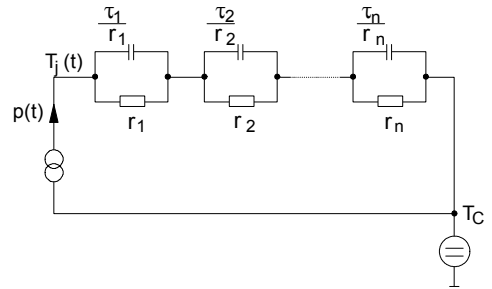 τ1/r1 τ2/r2 τn/rn
Tj(t)
p(t)
r1 r2 rn
TC